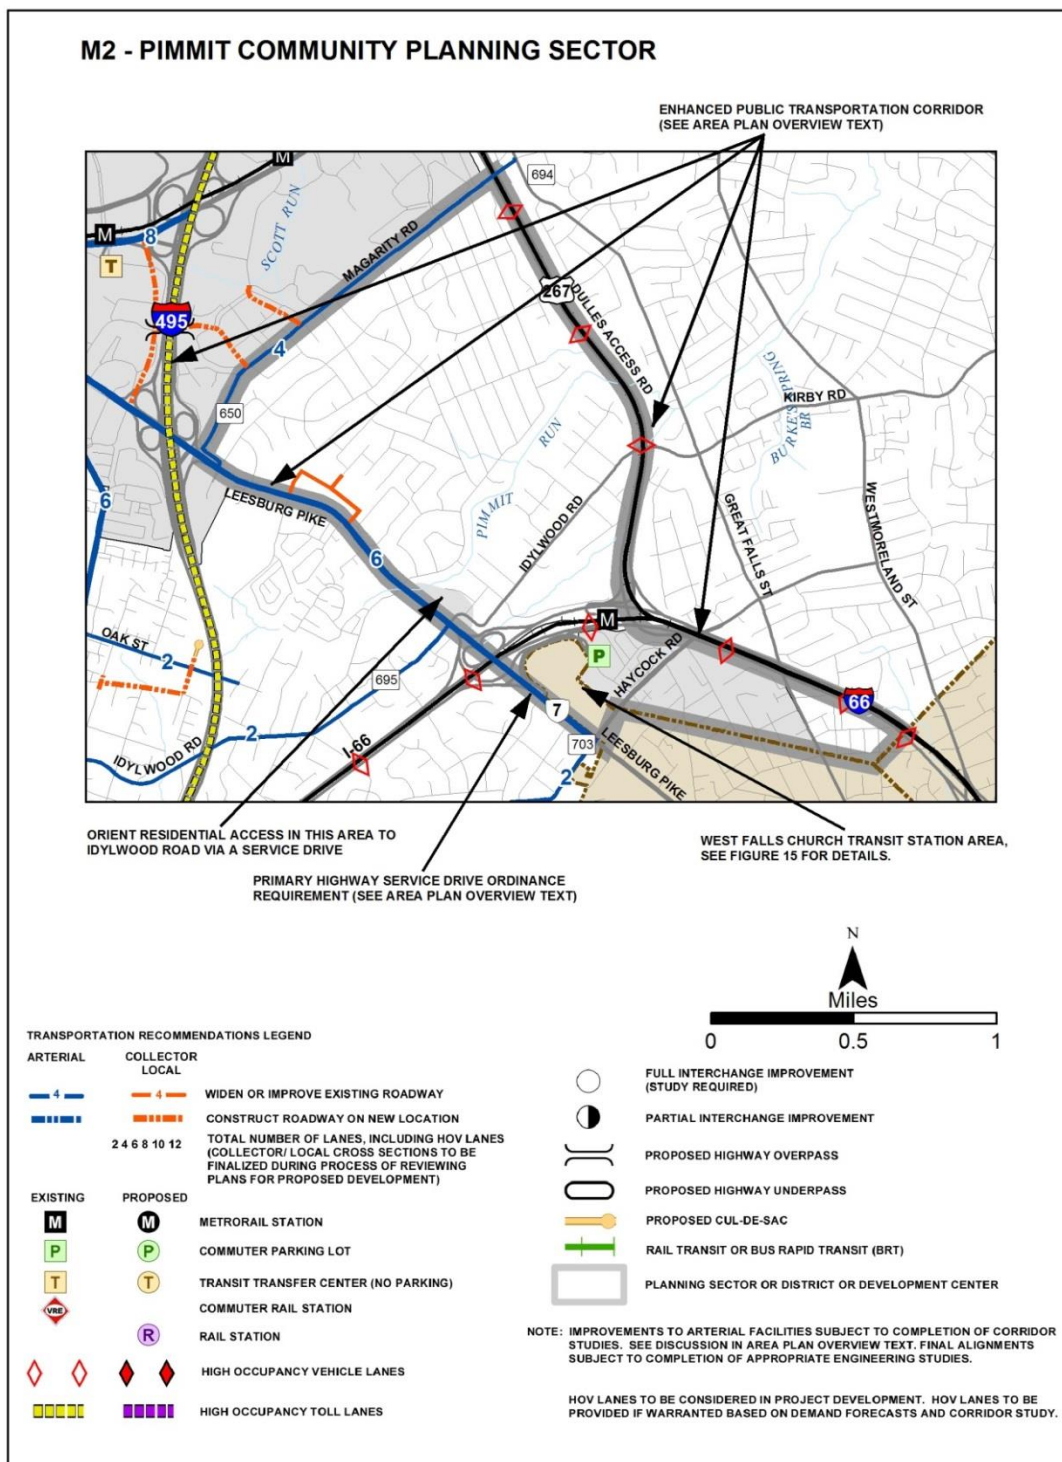 M2 - PIMMIT COMMUNITY PLANNING SECTOR
ENHANCED PUBLIC TRANSPORTATION CORRIDOR
(SEE AREA PLAN OVERVIEW TEXT)
M
694
M
8
T
SCOTT RUN
MAGARITY RD
267
DULLES ACCESS RD
495
4
650
KIRBY RD
BURKE'S SPRING
BR
PIMMIT RUN
LEESBURG PIKE
6
6
IDYLWOOD RD
GREAT FALLS ST
WESTMORELAND ST
OAK ST
2
695
M
P
HAYCOCK RD
66
7
703
LEESBURG PIKE
IDYLWOOD RD
2
I-66
2
ORIENT RESIDENTIAL ACCESS IN THIS AREA TO
IDYLWOOD ROAD VIA A SERVICE DRIVE
WEST FALLS CHURCH TRANSIT STATION AREA,
SEE FIGURE 15 FOR DETAILS.
PRIMARY HIGHWAY SERVICE DRIVE ORDINANCE
REQUIREMENT (SEE AREA PLAN OVERVIEW TEXT)
N
Miles
0 0.5 1
TRANSPORTATION RECOMMENDATIONS LEGEND
ARTERIAL COLLECTOR
LOCAL
4 4 WIDEN OR IMPROVE EXISTING ROADWAY
CONSTRUCT ROADWAY ON NEW LOCATION
2 4 6 8 10 12 TOTAL NUMBER OF LANES, INCLUDING HOV LANES
(COLLECTOR/ LOCAL CROSS SECTIONS TO BE
FINALIZED DURING PROCESS OF REVIEWING
PLANS FOR PROPOSED DEVELOPMENT)
EXISTING PROPOSED
M M METRORAIL STATION
P P COMMUTER PARKING LOT
T T TRANSIT TRANSFER CENTER (NO PARKING)
VRE COMMUTER RAIL STATION
R RAIL STATION
HIGH OCCUPANCY VEHICLE LANES
HIGH OCCUPANCY TOLL LANES
FULL INTERCHANGE IMPROVEMENT
(STUDY REQUIRED)
PARTIAL INTERCHANGE IMPROVEMENT
PROPOSED HIGHWAY OVERPASS
PROPOSED HIGHWAY UNDERPASS
PROPOSED CUL-DE-SAC
RAIL TRANSIT OR BUS RAPID TRANSIT (BRT)
PLANNING SECTOR OR DISTRICT OR DEVELOPMENT CENTER
NOTE: IMPROVEMENTS TO ARTERIAL FACILITIES SUBJECT TO COMPLETION OF CORRIDOR
STUDIES. SEE DISCUSSION IN AREA PLAN OVERVIEW TEXT. FINAL ALIGNMENTS
SUBJECT TO COMPLETION OF APPROPRIATE ENGINEERING STUDIES.
HOV LANES TO BE CONSIDERED IN PROJECT DEVELOPMENT. HOV LANES TO BE
PROVIDED IF WARRANTED BASED ON DEMAND FORECASTS AND CORRIDOR STUDY.